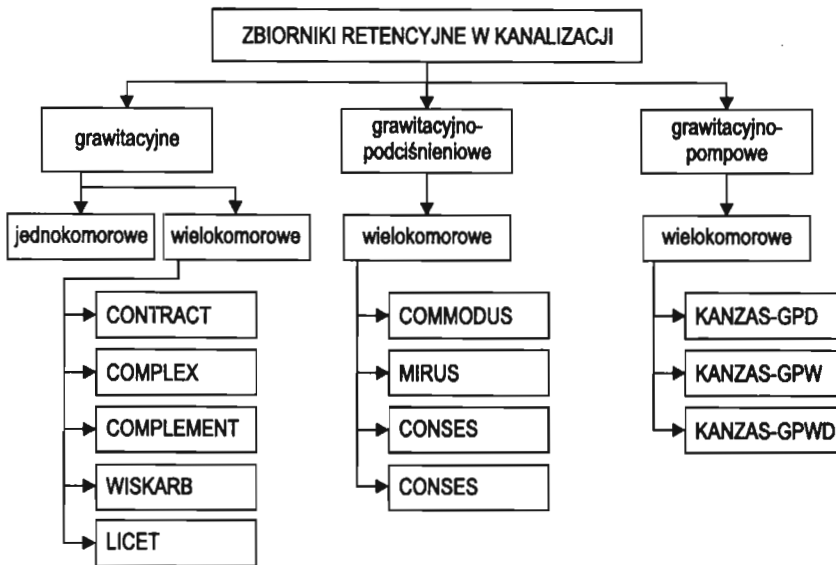 ZBIORNIKI RETENCYJNE W KANALIZACJI
grawitacyjne
grawitacyjno-
podciśnieniowe
grawitacyjno-
pompowe
jednokomorowe
wielokomorowe
wielokomorowe
wielokomorowe
CONTRACT
COMPLEX
COMPLEMENT
WISKARB
LICET
COMMODUS
MIRUS
CONSES
CONSES
KANZAS-GPD
KANZAS-GPW
KANZAS-GPWD